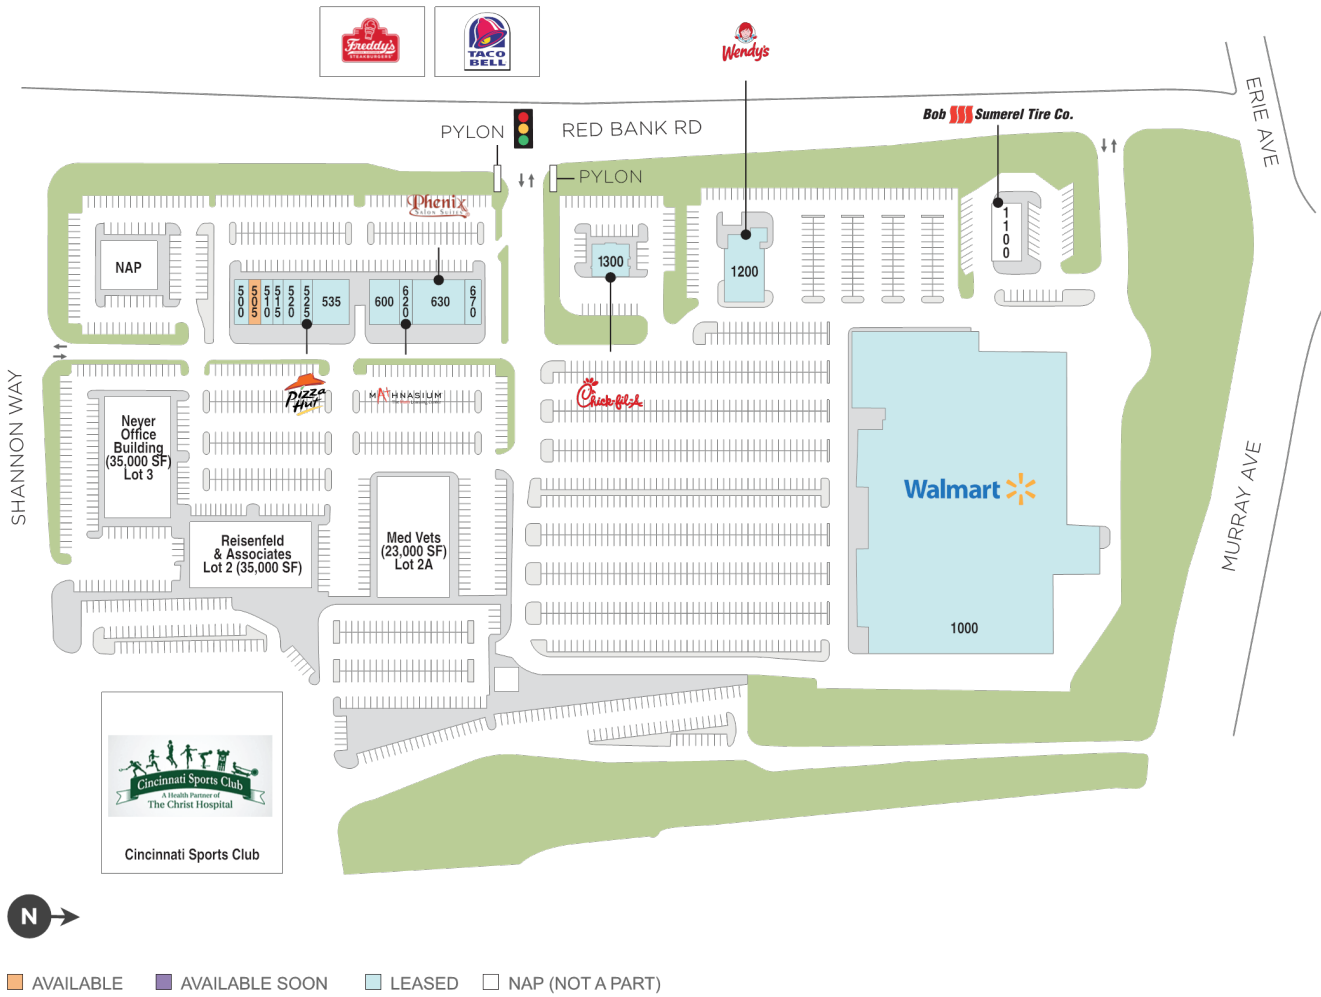 Freddy's
STEAKBURGERS
TACO
BELL
Wendy's
Bob Sumerel Tire Co.
ERIE AVE
PYLON
RED BANK RD
PYLON
Phenix
Salon Suites
NAP
500
505
510
515
520
525
535
600
620
630
670
1300
1200
1100
Pizza
Hut
MATHNASIUM
Chick-fil-A
SHANNON WAY
Neyer
Office
Building
(35,000 SF)
Lot 3
Reisenfeld
& Associates
Lot 2 (35,000 SF)
Med Vets
(23,000 SF)
Lot 2A
Walmart
1000
MURRAY AVE
Cincinnati Sports Club
A Health Partner of
The Christ Hospital
Cincinnati Sports Club
N
AVAILABLE
AVAILABLE SOON
LEASED
NAP (NOT A PART)